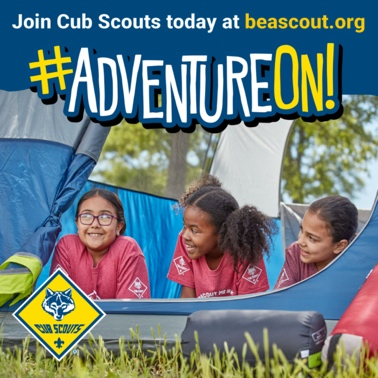 Join Cub Scouts today at beascout.org
#ADVENTUREON!
CUB SCOUTS